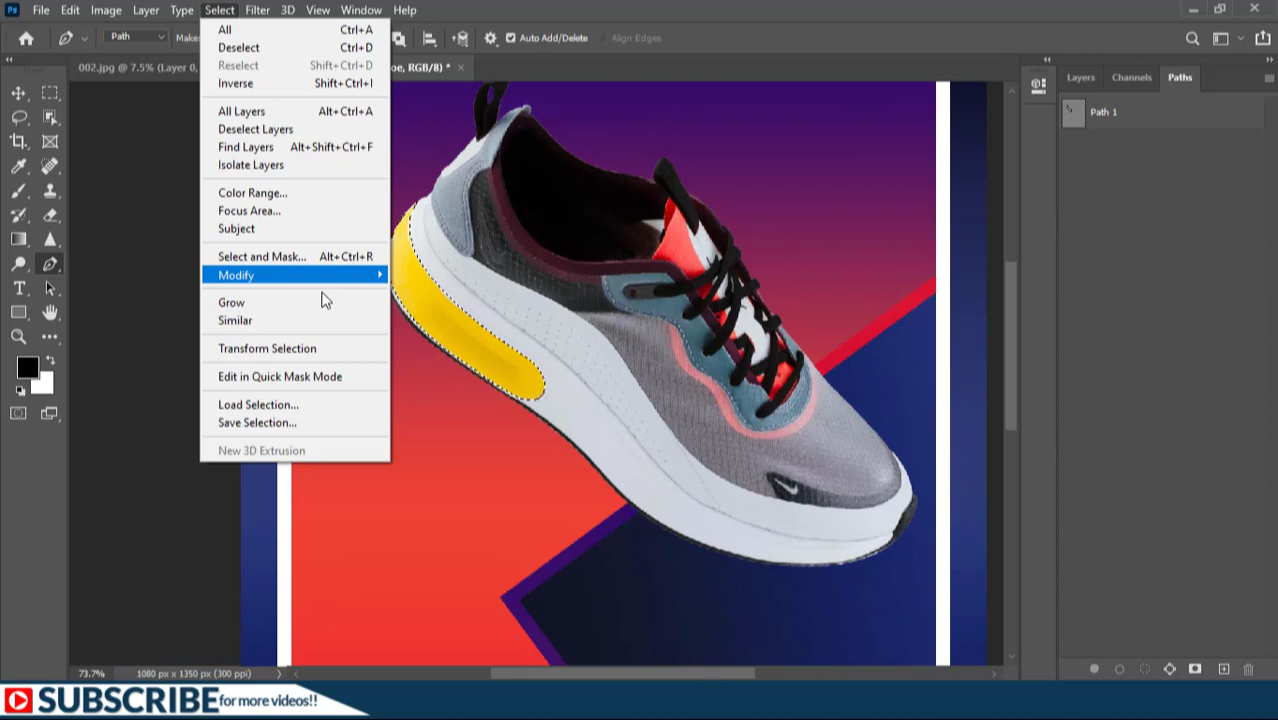 Ps File Edit Image Layer Type Select Filter 3D View Window Help
Path Make: Auto Add/Delete Align Edges
002.jpg @ 7.5% (Layer 0, oe, RGB/8) *
All Ctrl+A
Deselect Ctrl+D
Reselect Shift+Ctrl+D
Inverse Shift+Ctrl+I
All Layers Alt+Ctrl+A
Deselect Layers
Find Layers Alt+Shift+Ctrl+F
Isolate Layers
Color Range...
Focus Area...
Subject
Select and Mask... Alt+Ctrl+R
Modify
Grow
Similar
Transform Selection
Edit in Quick Mask Mode
Load Selection...
Save Selection...
New 3D Extrusion
Layers Channels Paths
Path 1
73.7% 1080 px x 1350 px (300 ppi)
SUBSCRIBE for more videos!!